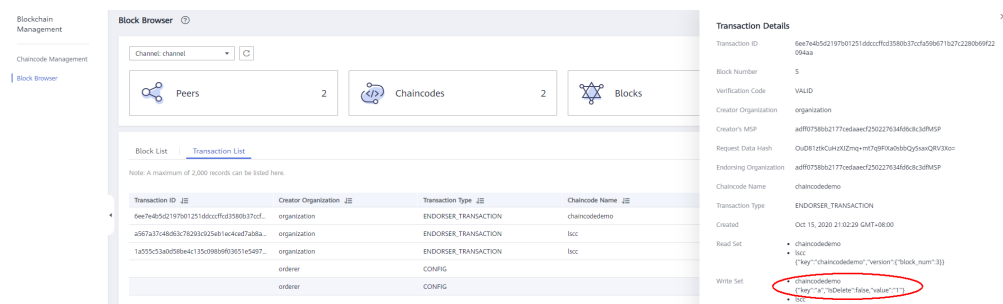 Blockchain
Management
Chaincode Management
Block Browser
Block Browser
Channel: channel
Peers 2
Chaincodes 2
Blocks
Block List
Transaction List
Note: A maximum of 2,000 records can be listed here.
Transaction ID Creator Organization Transaction Type Chaincode Name
6ee7e4b5d2197b01251ddcccffcd3580b37ccf... organization ENDORSER_TRANSACTION chaincodedemo
a567a37c48d63c78293c925eb1ec4ced7ab8a... organization ENDORSER_TRANSACTION lscc
1a555c53a0d58be4c135c098b9f03651e5497... organization ENDORSER_TRANSACTION lscc
orderer CONFIG
orderer CONFIG
Transaction Details
Transaction ID 6ee7e4b5d2197b01251ddcccffcd3580b37ccfa59b671b27c2280b69f22
094aa
Block Number 5
Verification Code VALID
Creator Organization organization
Creator's MSP adff0758bb2177cedaaecf250227634fd6c8c3dfMSP
Request Data Hash OuD81ztkCuHzXJZmq+mt7q9FiXa0sbbQySsaxQRV3Xo=
Endorsing Organization adff0758bb2177cedaaecf250227634fd6c8c3dfMSP
Chaincode Name chaincodedemo
Transaction Type ENDORSER_TRANSACTION
Created Oct 15, 2020 21:02:29 GMT+08:00
Read Set • chaincodedemo
• lscc
{"key":"chaincodedemo","version":{"block_num":3}}
Write Set • chaincodedemo
{"key":"a","IsDelete":false,"value":"1"}
• lscc